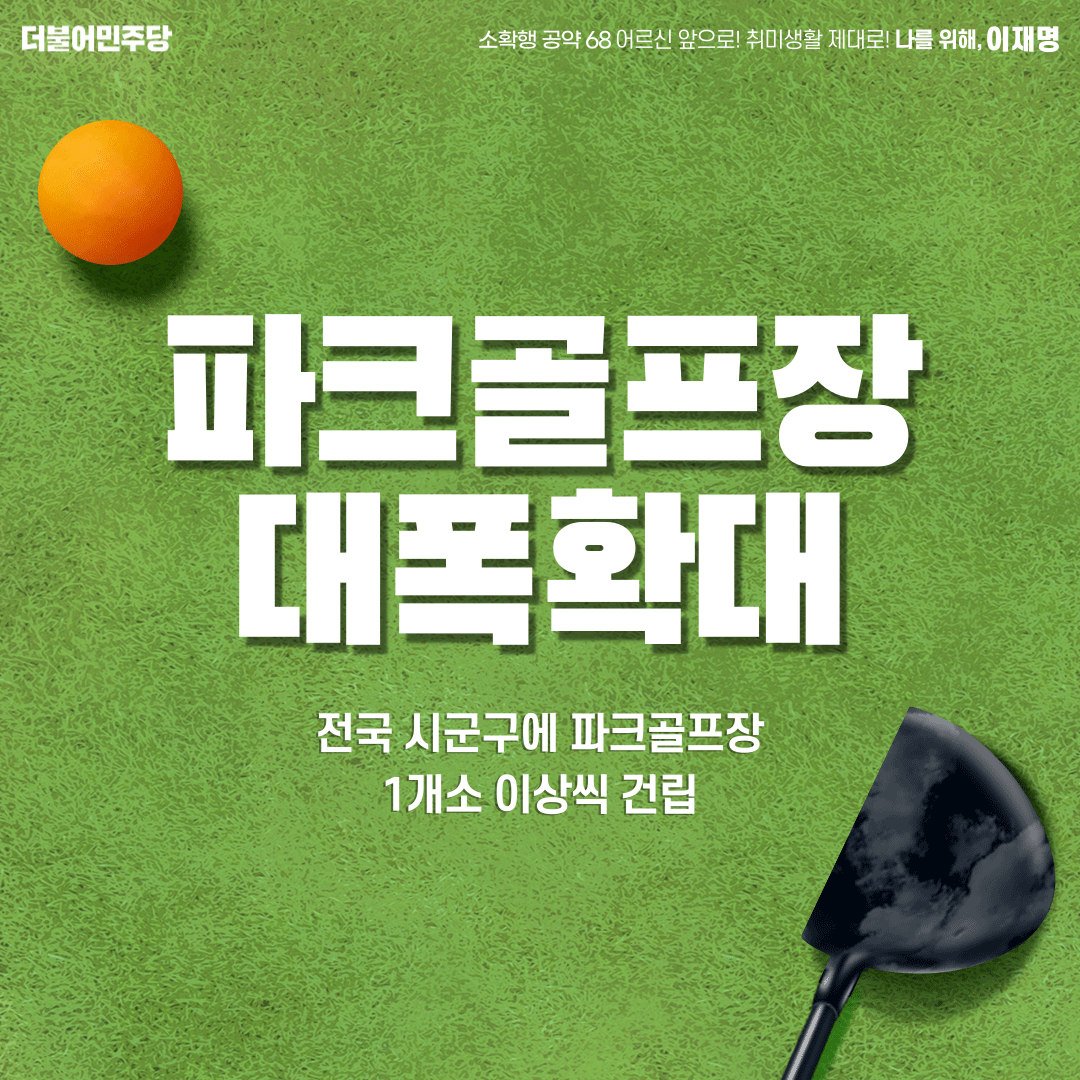 더불어민주당
소확행 공약 68 어르신 앞으로! 취미생활 제대로! 나를 위해, 이재명
파크골프장
대폭확대
전국 시군구에 파크골프장
1개소 이상씩 건립